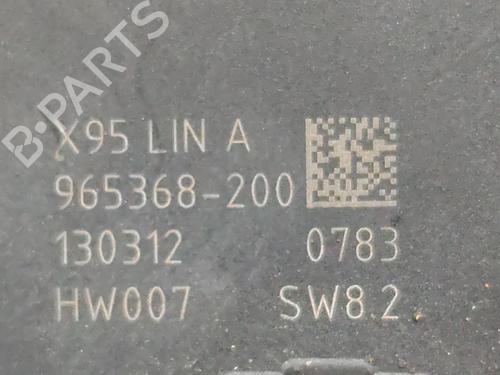 B-PARTS
X95 LIN A
965368-200
130312 0783
HW007 SW8.2